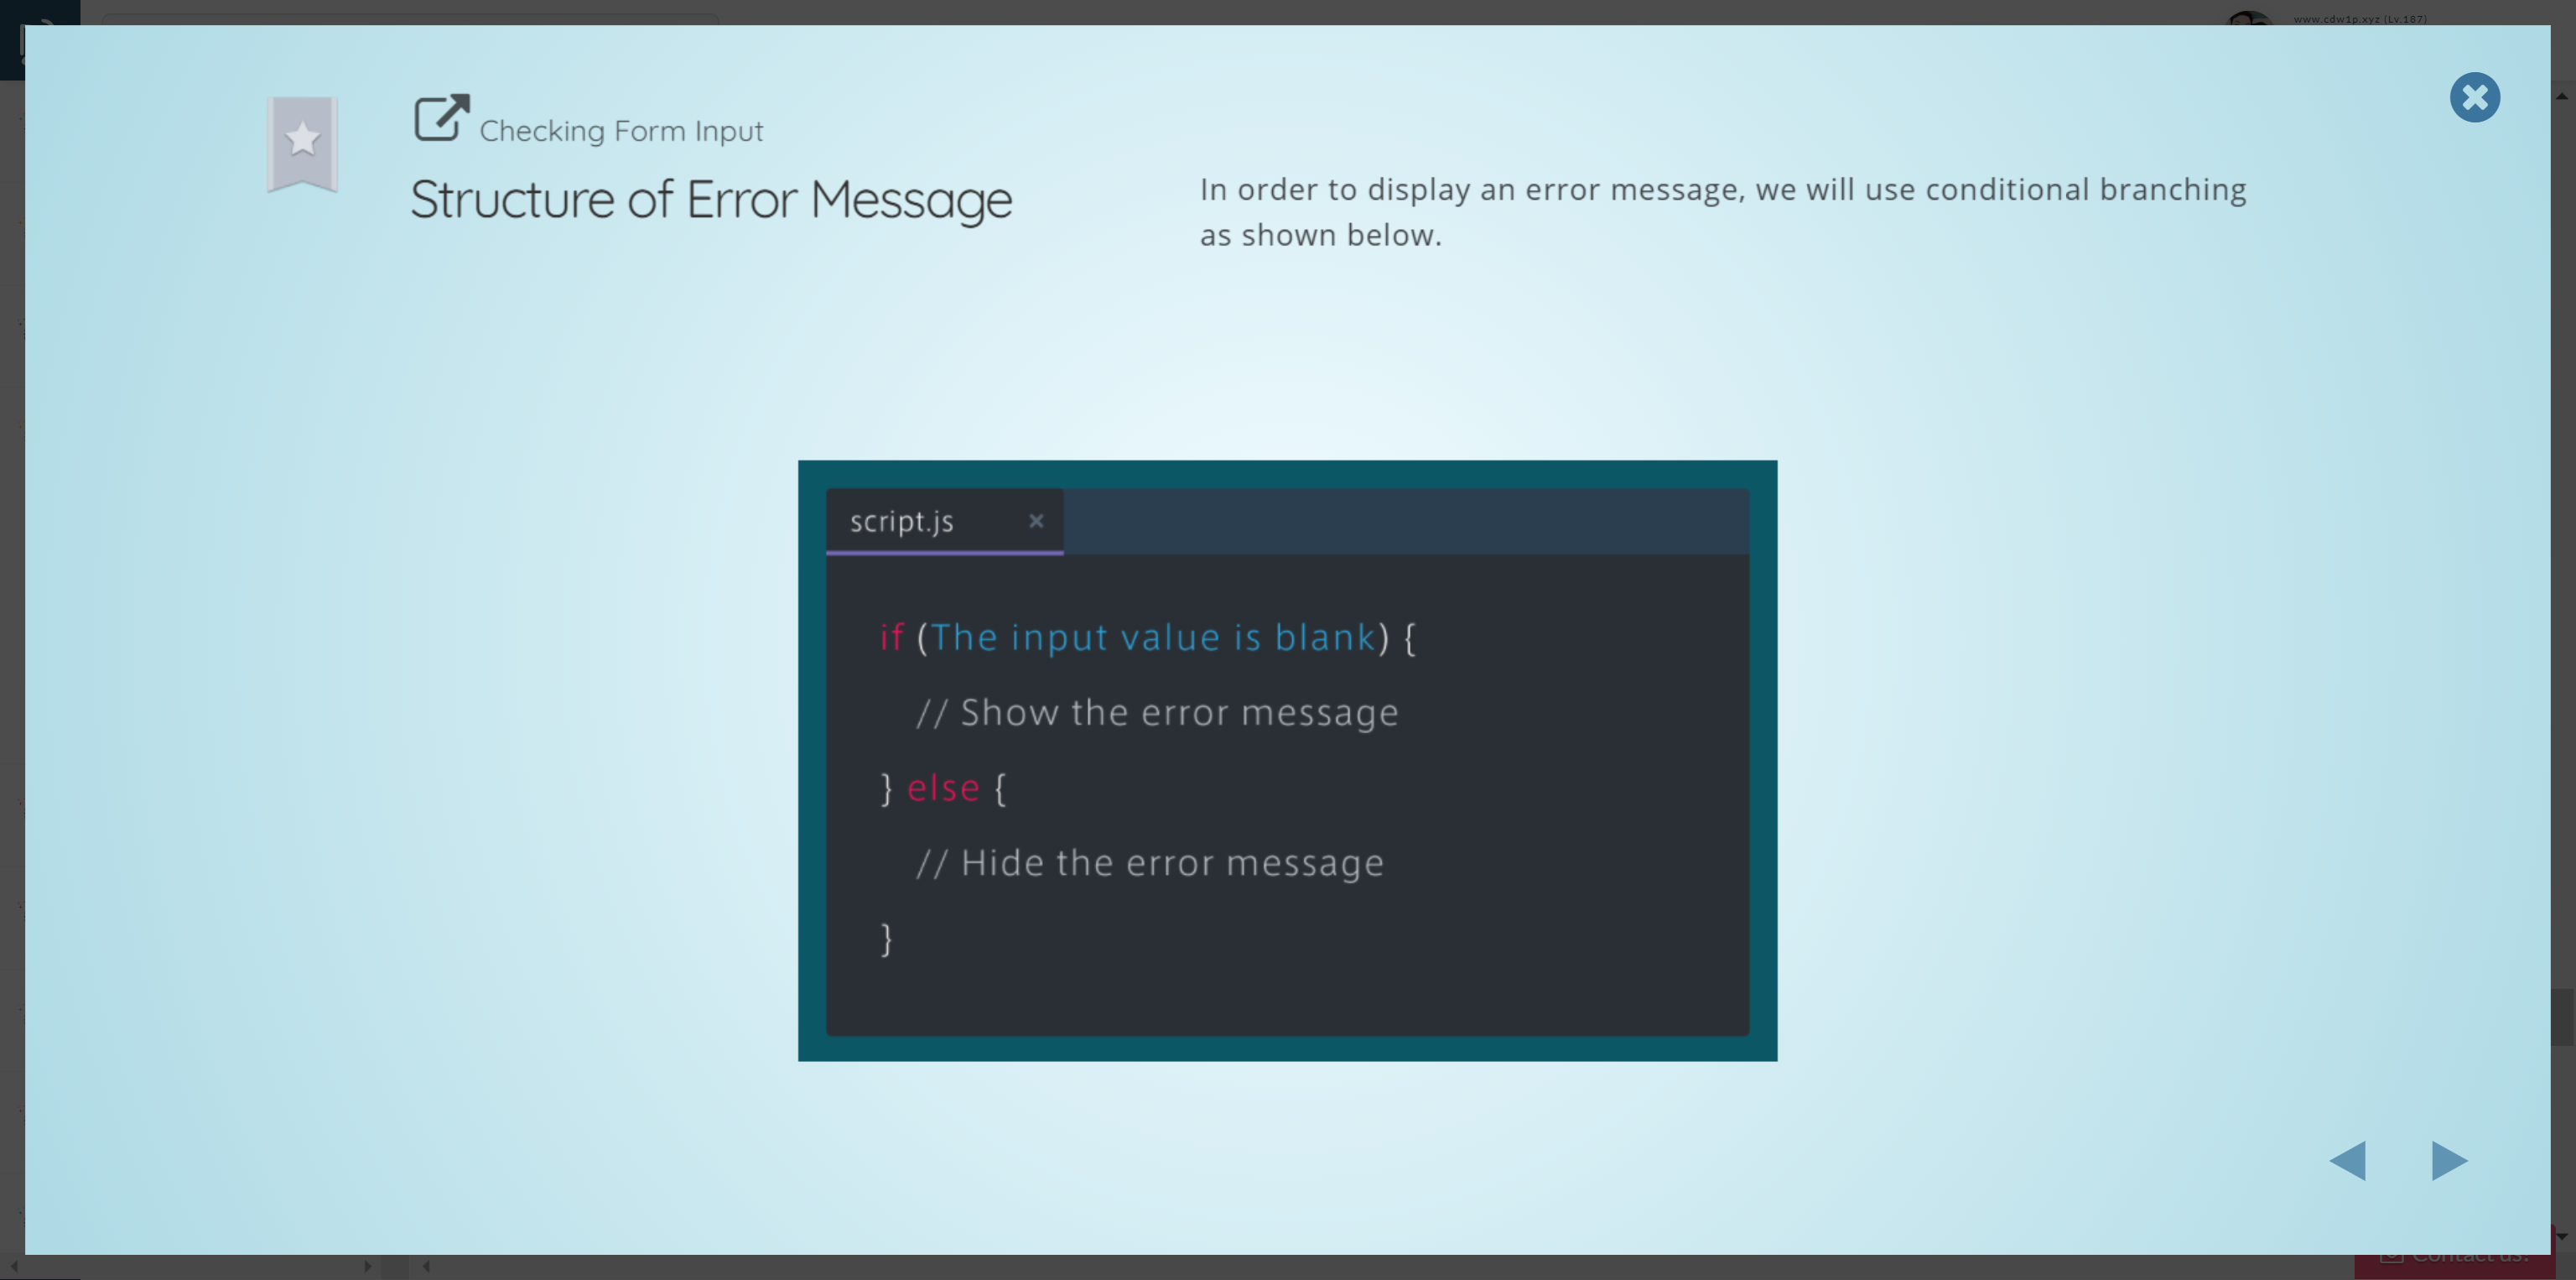 www.cdw1p.xyz (Lv.187)
Checking Form Input
Structure of Error Message
In order to display an error message, we will use conditional branching
as shown below.
script.js
if (The input value is blank) {
// Show the error message
} else {
// Hide the error message
}
Contact us!